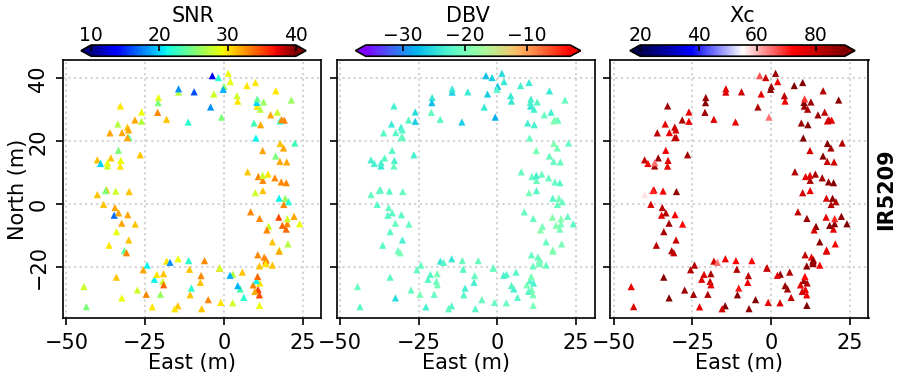 SNR DBV Xc
10 20 30 40 −30 −20 −10 20 40 60 80
40
20
0
−20
North (m)
IR5209
−50 −25 0 25 −50 −25 0 25 −50 −25 0 25
East (m) East (m) East (m)